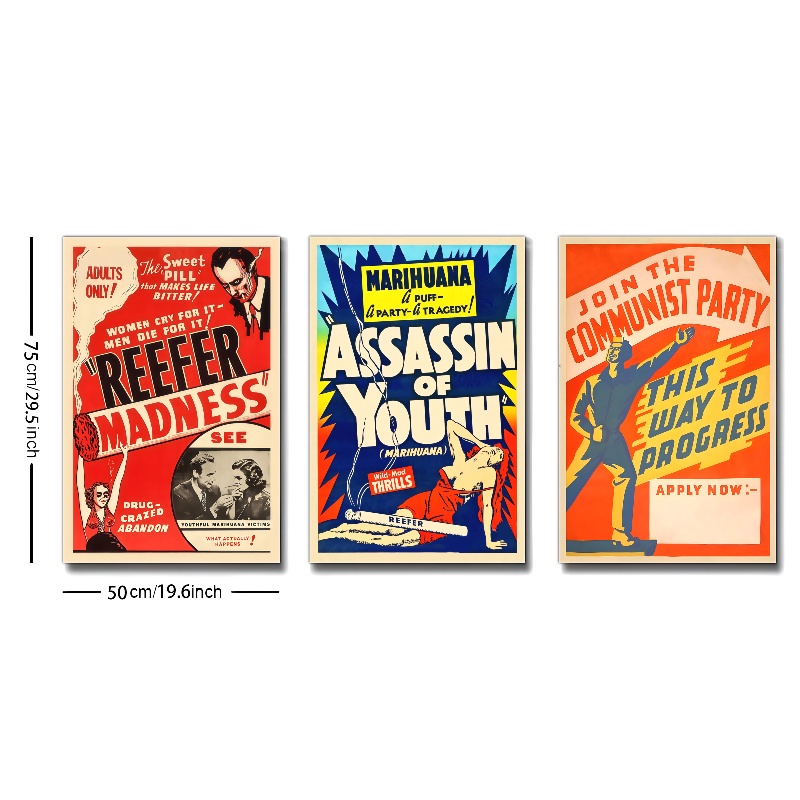 75cm/29.5inch
50cm/19.6inch
ADULTS
ONLY!
The Sweet
"PILL"
that MAKES LIFE
BITTER!
WOMEN CRY FOR IT-
MEN DIE FOR IT!
"REEFER
MADNESS"
SEE
DRUG-
CRAZED
ABANDON
YOUTHFUL MARIHUANA VICTIMS
WHAT ACTUALLY
HAPPENS!
MARIHUANA
A PUFF-
A PARTY-A TRAGEDY!
"ASSASSIN
OF
YOUTH"
(MARIHUANA)
Wild-Mad
THRILLS
REEFER
JOIN THE
COMMUNIST PARTY
THIS
WAY TO
PROGRESS
APPLY NOW:-